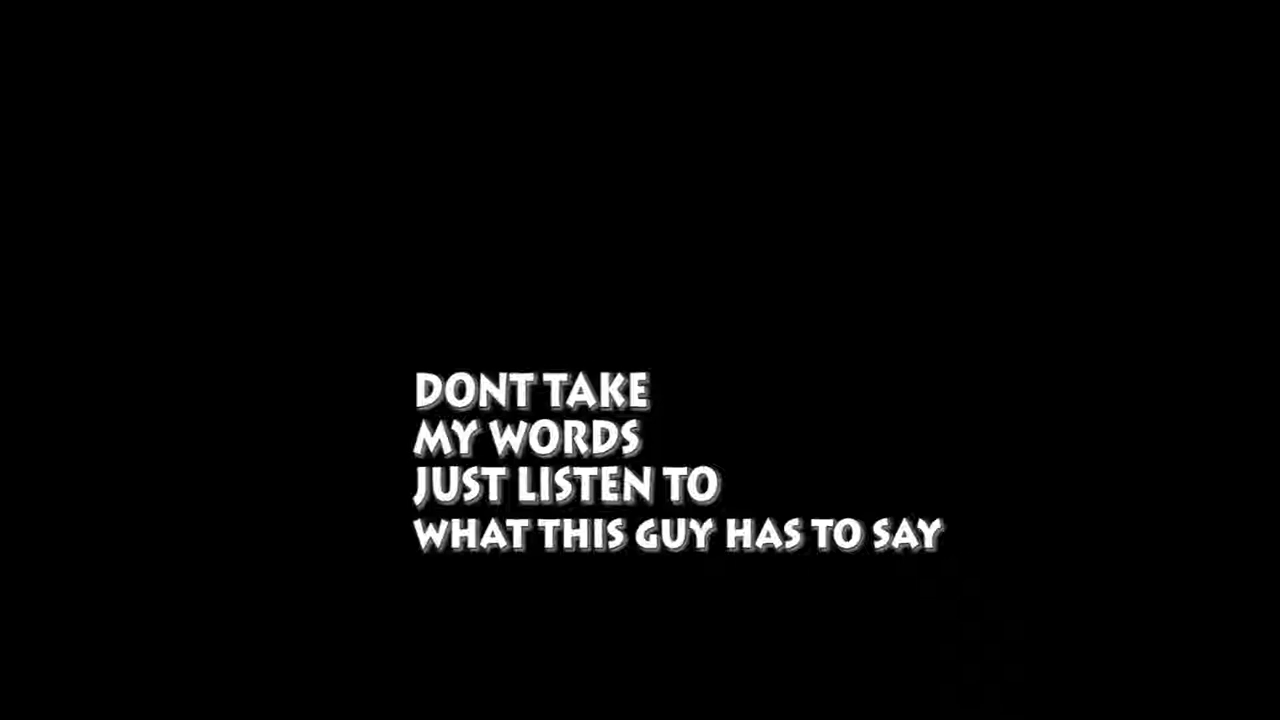 DONT TAKE
MY WORDS
JUST LISTEN TO
WHAT THIS GUY HAS TO SAY